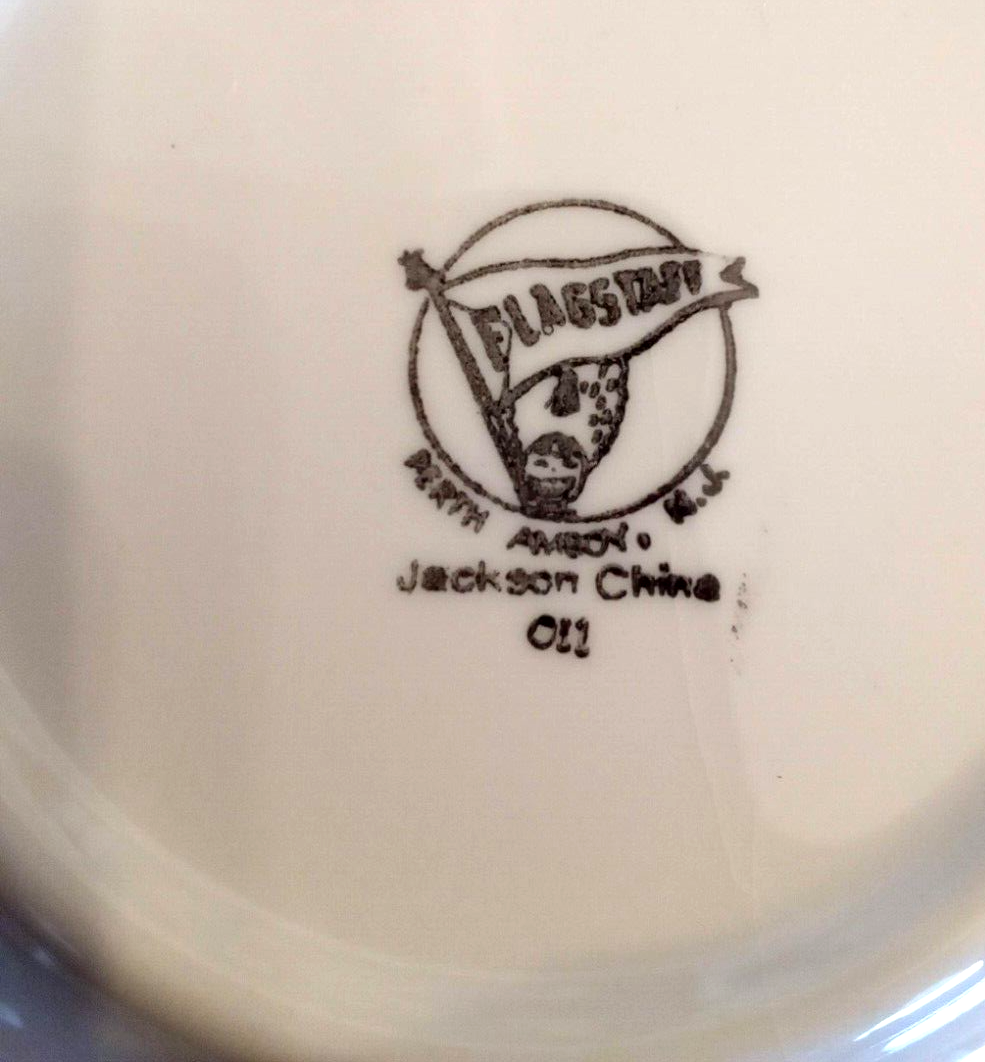 FLAGSTAFF
PERTH AMBOY. N.J.
Jackson China
011